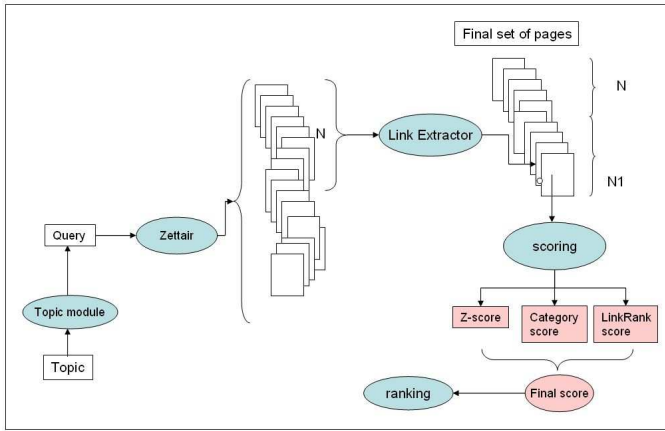 Final set of pages
N
N
Link Extractor
N1
Query
Zettair
scoring
Topic module
Z-score
Category
score
LinkRank
score
Topic
ranking
Final score